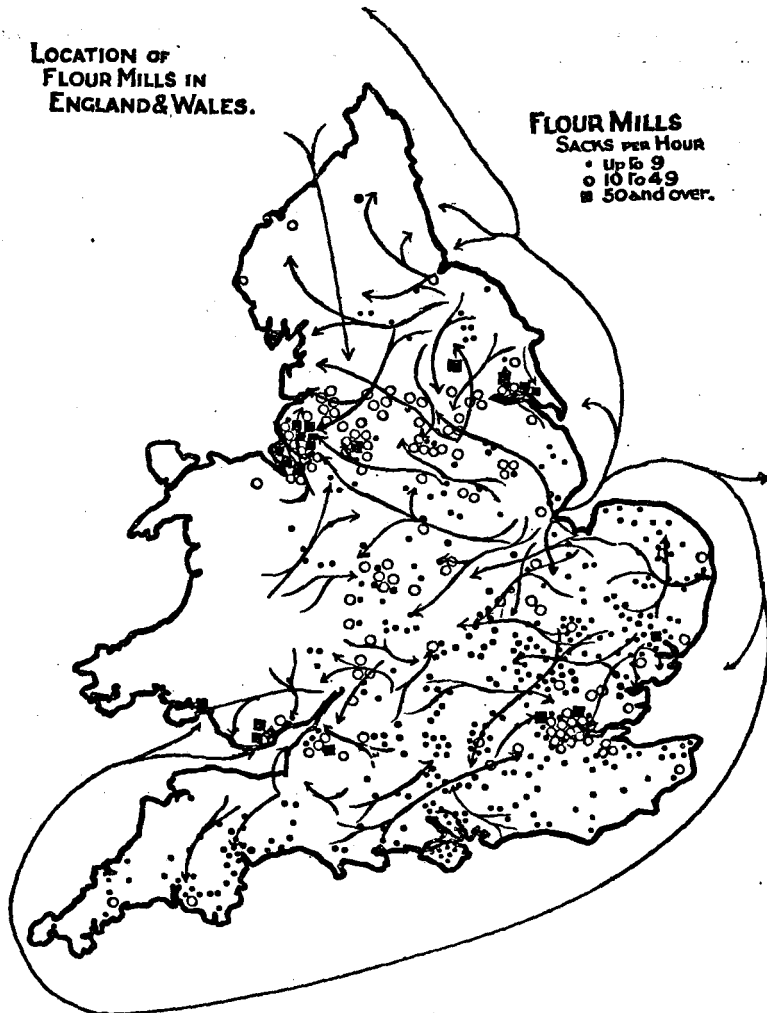 LOCATION OF
FLOUR MILLS IN
ENGLAND & WALES.
FLOUR MILLS
SACKS PER HOUR
Up To 9
10 To 49
50 and over.